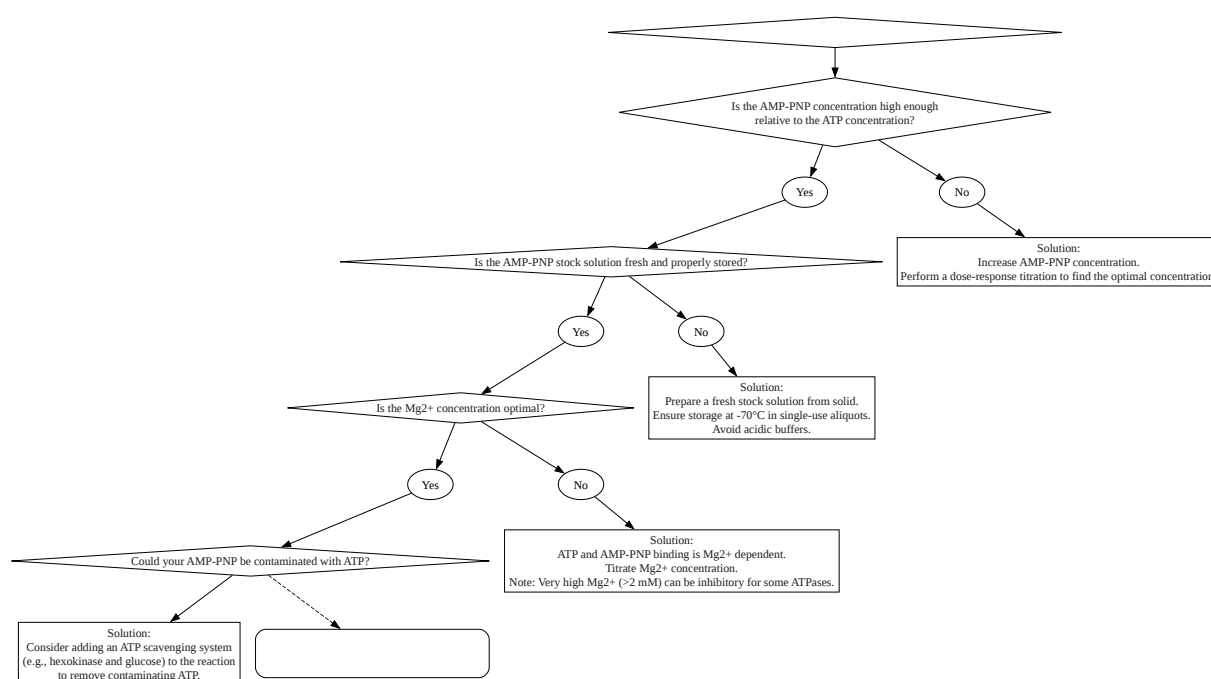 Is the AMP-PNP concentration high enough
relative to the ATP concentration?
Yes
No
Solution:
Increase AMP-PNP concentration.
Perform a dose-response titration to find the optimal concentration
Is the AMP-PNP stock solution fresh and properly stored?
Yes
No
Solution:
Prepare a fresh stock solution from solid.
Ensure storage at -70°C in single-use aliquots.
Avoid acidic buffers.
Is the Mg2+ concentration optimal?
Yes
No
Solution:
ATP and AMP-PNP binding is Mg2+ dependent.
Titrate Mg2+ concentration.
Note: Very high Mg2+ (>2 mM) can be inhibitory for some ATPases.
Could your AMP-PNP be contaminated with ATP?
Solution:
Consider adding an ATP scavenging system
(e.g., hexokinase and glucose) to the reaction
to remove contaminating ATP.